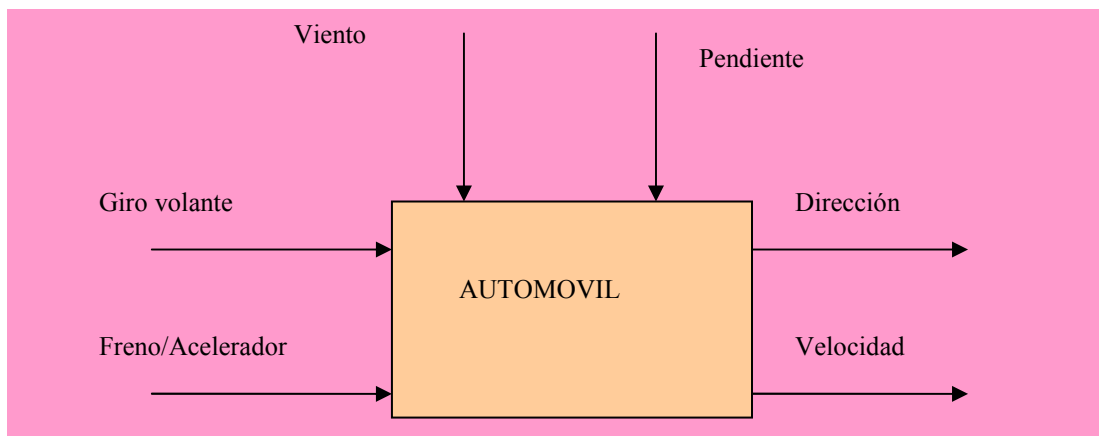 Viento
Pendiente
Giro volante
Dirección
AUTOMOVIL
Freno/Acelerador
Velocidad